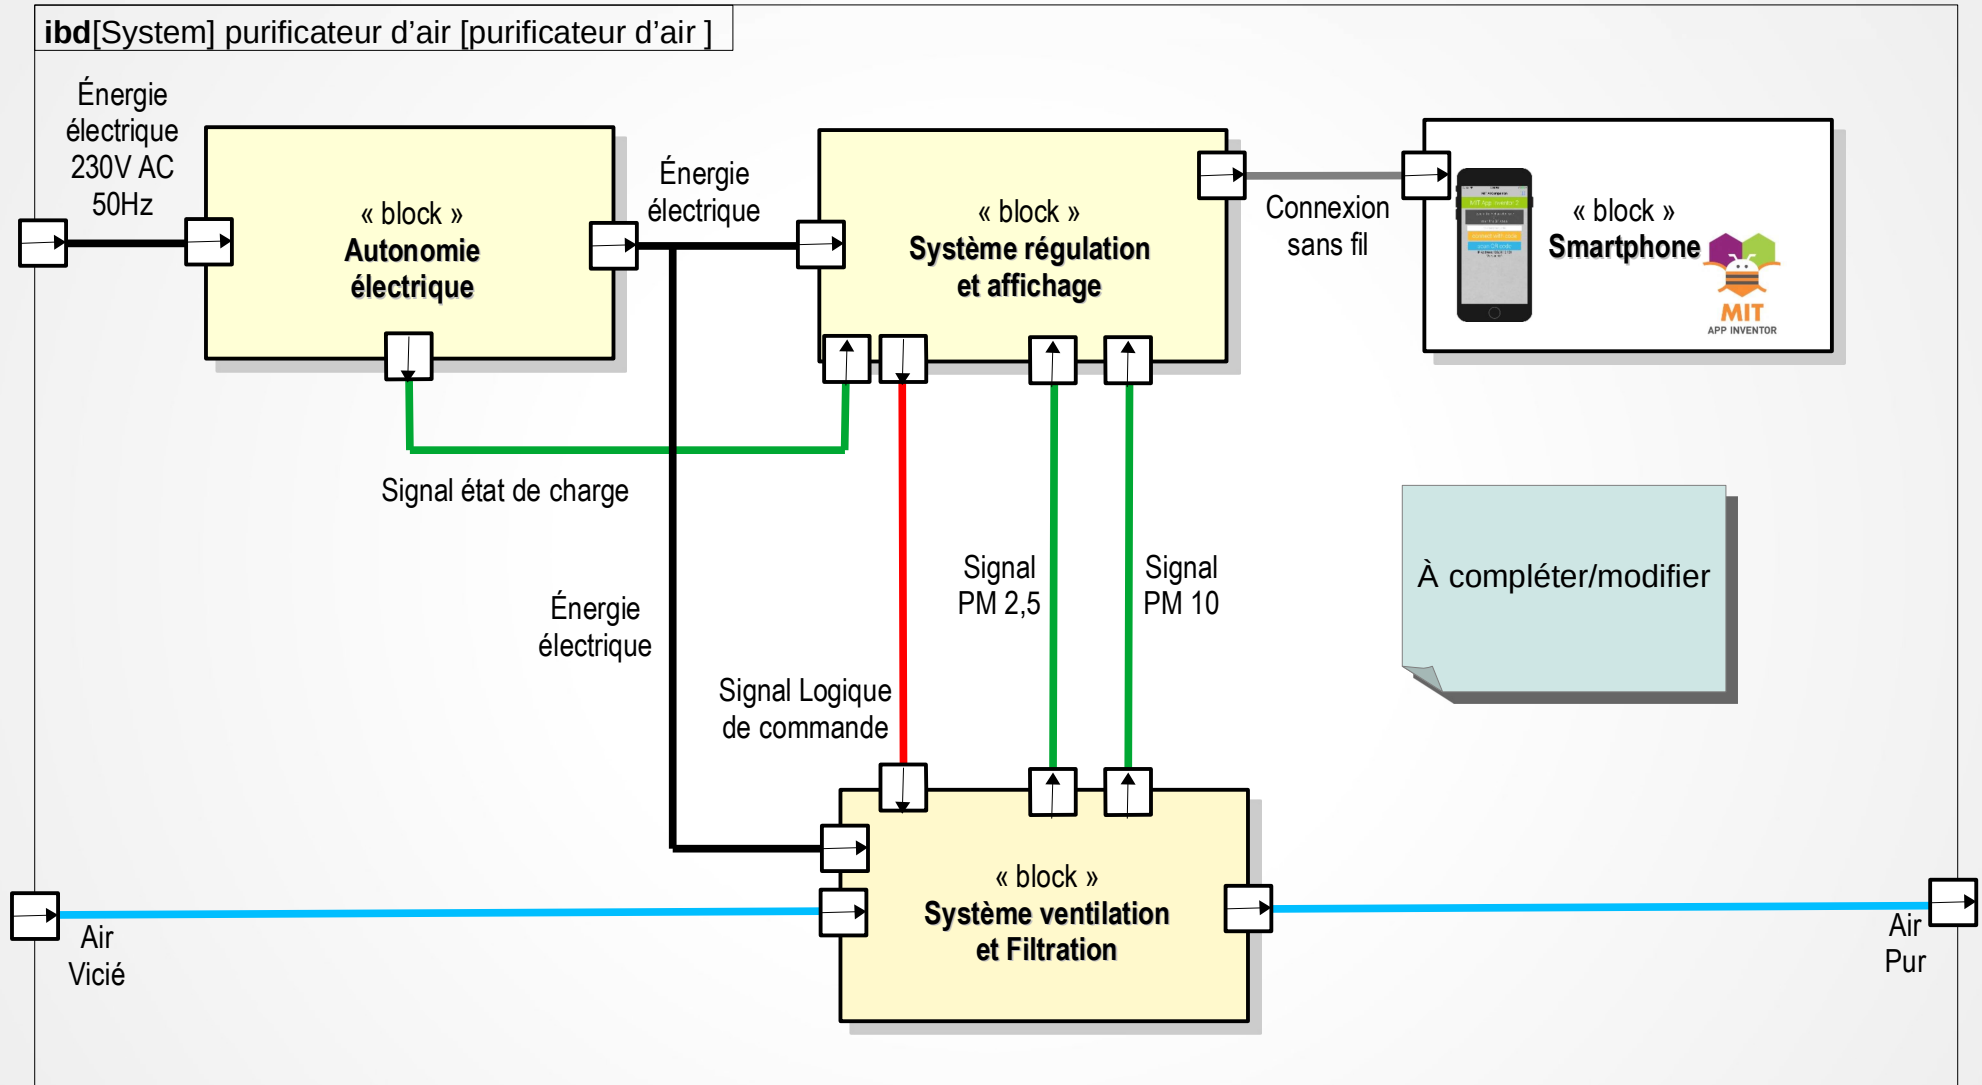 ibd[System] purificateur d’air [purificateur d’air ]
Énergie
électrique
230V AC
50Hz
« block »
Autonomie
électrique
Énergie
électrique
« block »
Système régulation
et affichage
Connexion
sans fil
« block »
Smartphone
MIT
APP INVENTOR
Signal état de charge
Énergie
électrique
Signal Logique
de commande
Signal
PM 2,5
Signal
PM 10
À compléter/modifier
« block »
Système ventilation
et Filtration
Air
Vicié
Air
Pur